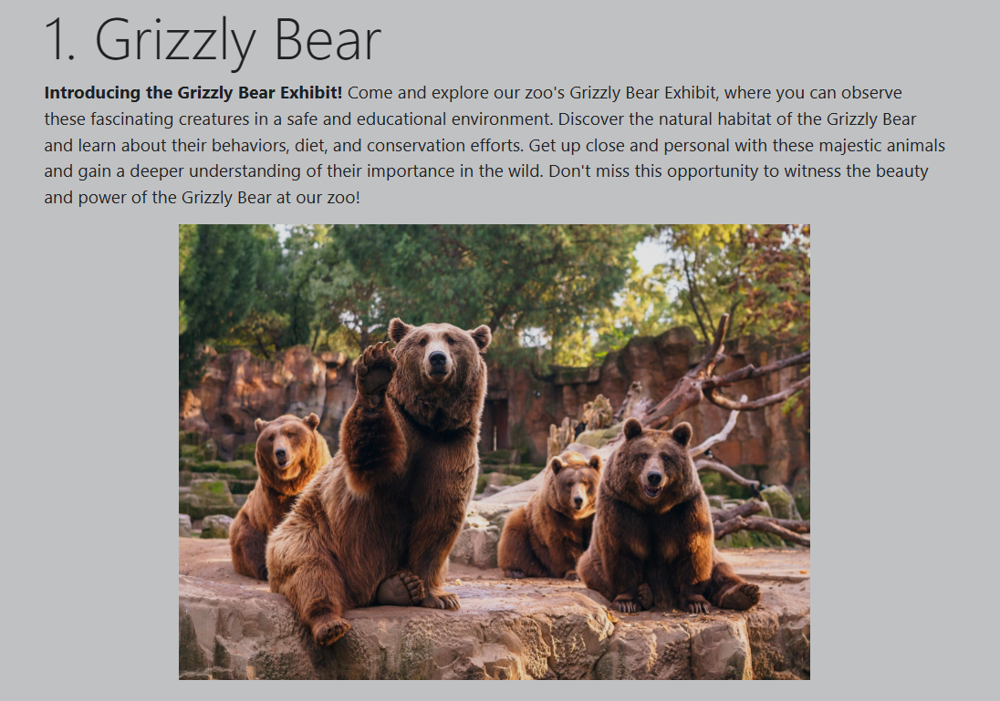 1. Grizzly Bear
Introducing the Grizzly Bear Exhibit! Come and explore our zoo's Grizzly Bear Exhibit, where you can observe
these fascinating creatures in a safe and educational environment. Discover the natural habitat of the Grizzly Bear
and learn about their behaviors, diet, and conservation efforts. Get up close and personal with these majestic animals
and gain a deeper understanding of their importance in the wild. Don't miss this opportunity to witness the beauty
and power of the Grizzly Bear at our zoo!